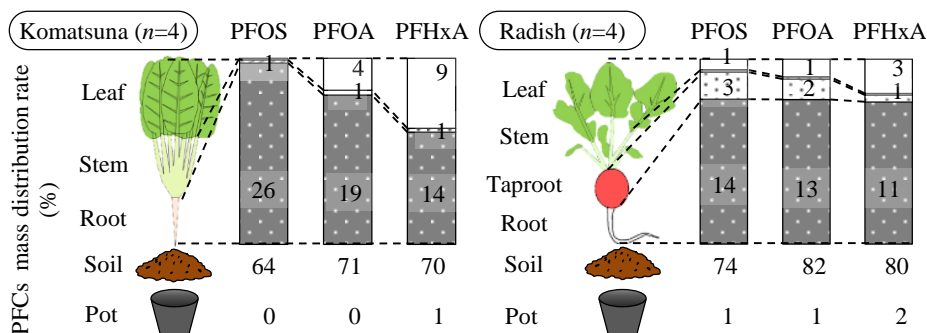 Komatsuna (n=4) PFOS PFOA PFHxA
Leaf 1 4 9
1
Stem 1
Root 26 19 14
Soil 64 71 70
Pot 0 0 1
PFCs mass distribution rate
(%)
Radish (n=4) PFOS PFOA PFHxA
1 1 3
Leaf 3 2 1
Stem
Taproot 14 13 11
Root
Soil 74 82 80
Pot 1 1 2